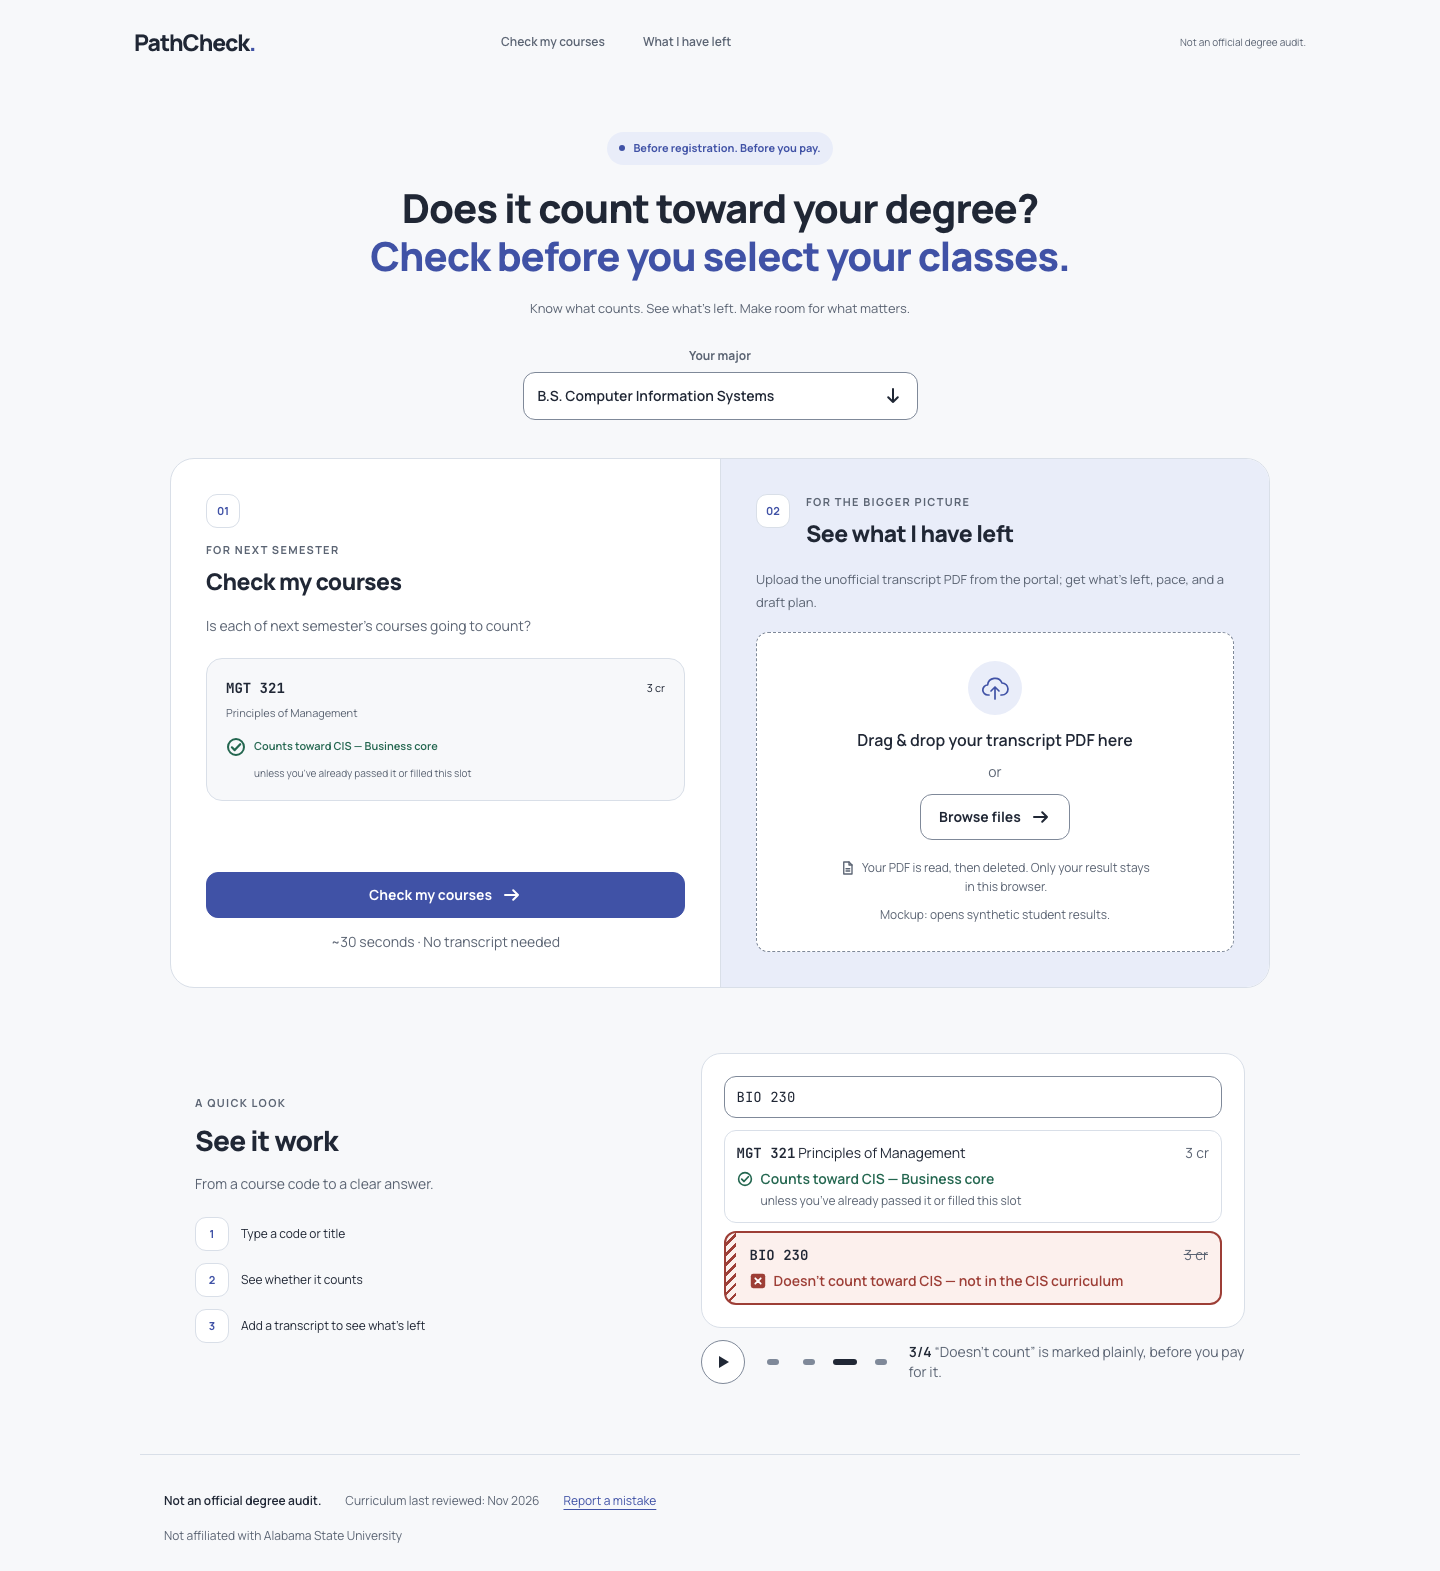 PathCheck.
Check my courses
What I have left
Not an official degree audit.
Before registration. Before you pay.
Does it count toward your degree?
Check before you select your classes.
Know what counts. See what's left. Make room for what matters.
Your major
B.S. Computer Information Systems
01
FOR NEXT SEMESTER
Check my courses
Is each of next semester's courses going to count?
MGT 321
3 cr
Principles of Management
Counts toward CIS — Business core
unless you've already passed it or filled this slot
Check my courses
~30 seconds · No transcript needed
02
FOR THE BIGGER PICTURE
See what I have left
Upload the unofficial transcript PDF from the portal; get what's left, pace, and a
draft plan.
Drag & drop your transcript PDF here
or
Browse files
Your PDF is read, then deleted. Only your result stays
in this browser.
Mockup: opens synthetic student results.
A QUICK LOOK
See it work
From a course code to a clear answer.
1
Type a code or title
2
See whether it counts
3
Add a transcript to see what's left
BIO 230
MGT 321 Principles of Management
3 cr
Counts toward CIS — Business core
unless you've already passed it or filled this slot
BIO 230
3 cr
Doesn't count toward CIS — not in the CIS curriculum
3/4 “Doesn't count” is marked plainly, before you pay
for it.
Not an official degree audit.
Curriculum last reviewed: Nov 2026
Report a mistake
Not affiliated with Alabama State University